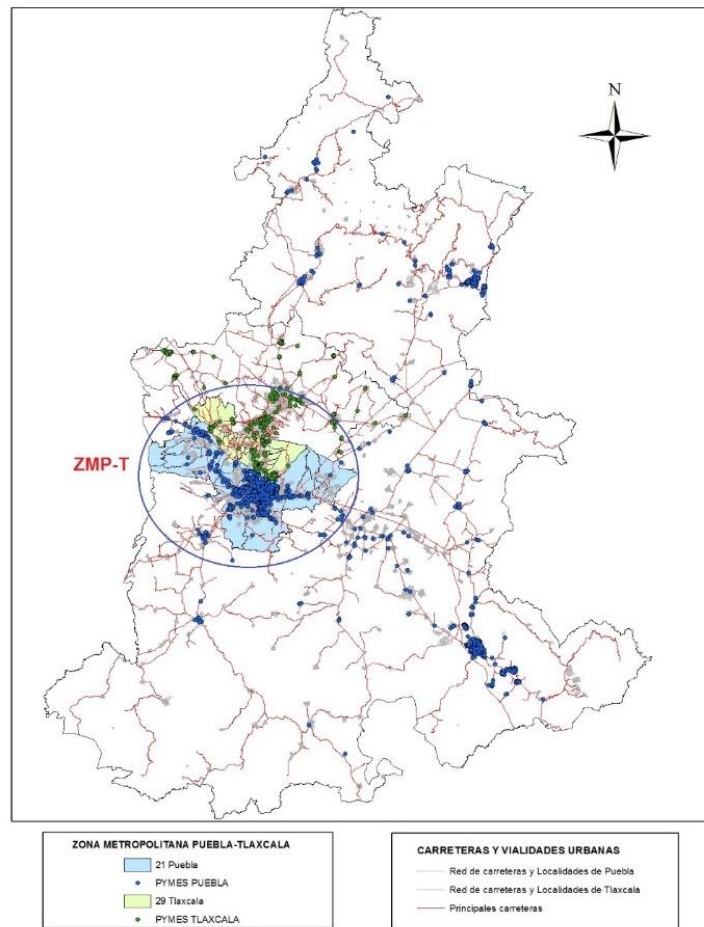 N
ZMP-T
ZONA METROPOLITANA PUEBLA-TLAXCALA
21 Puebla
PYMES PUEBLA
29 Tlaxcala
PYMES TLAXCALA
CARRETERAS Y VIALIDADES URBANAS
Red de carreteras y Localidades de Puebla
Red de carreteras y Localidades de Tlaxcala
Principales carreteras